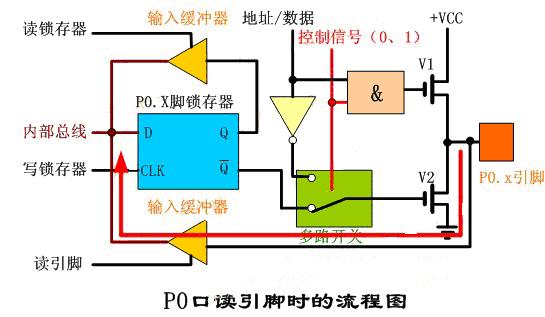 读锁存器
输入缓冲器
地址/数据
控制信号（0、1）
+VCC
P0.X脚锁存器
&
V1
内部总线
D
Q
写锁存器
CLK
Q̅
V2
P0.x引脚
输入缓冲器
多路开关
读引脚
P0口读引脚时的流程图